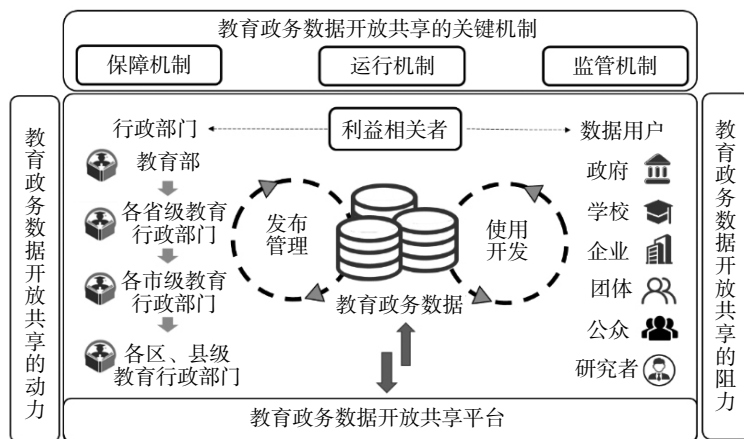 教育政务数据开放共享的关键机制
保障机制
运行机制
监管机制
教育政务数据开放共享的动力
行政部门
利益相关者
数据用户
教育部
各省级教育
行政部门
各市级教育
行政部门
各区、县级
教育行政部门
发布
管理
教育政务数据
使用
开发
政府
学校
企业
团体
公众
研究者
教育政务数据开放共享的阻力
教育政务数据开放共享平台